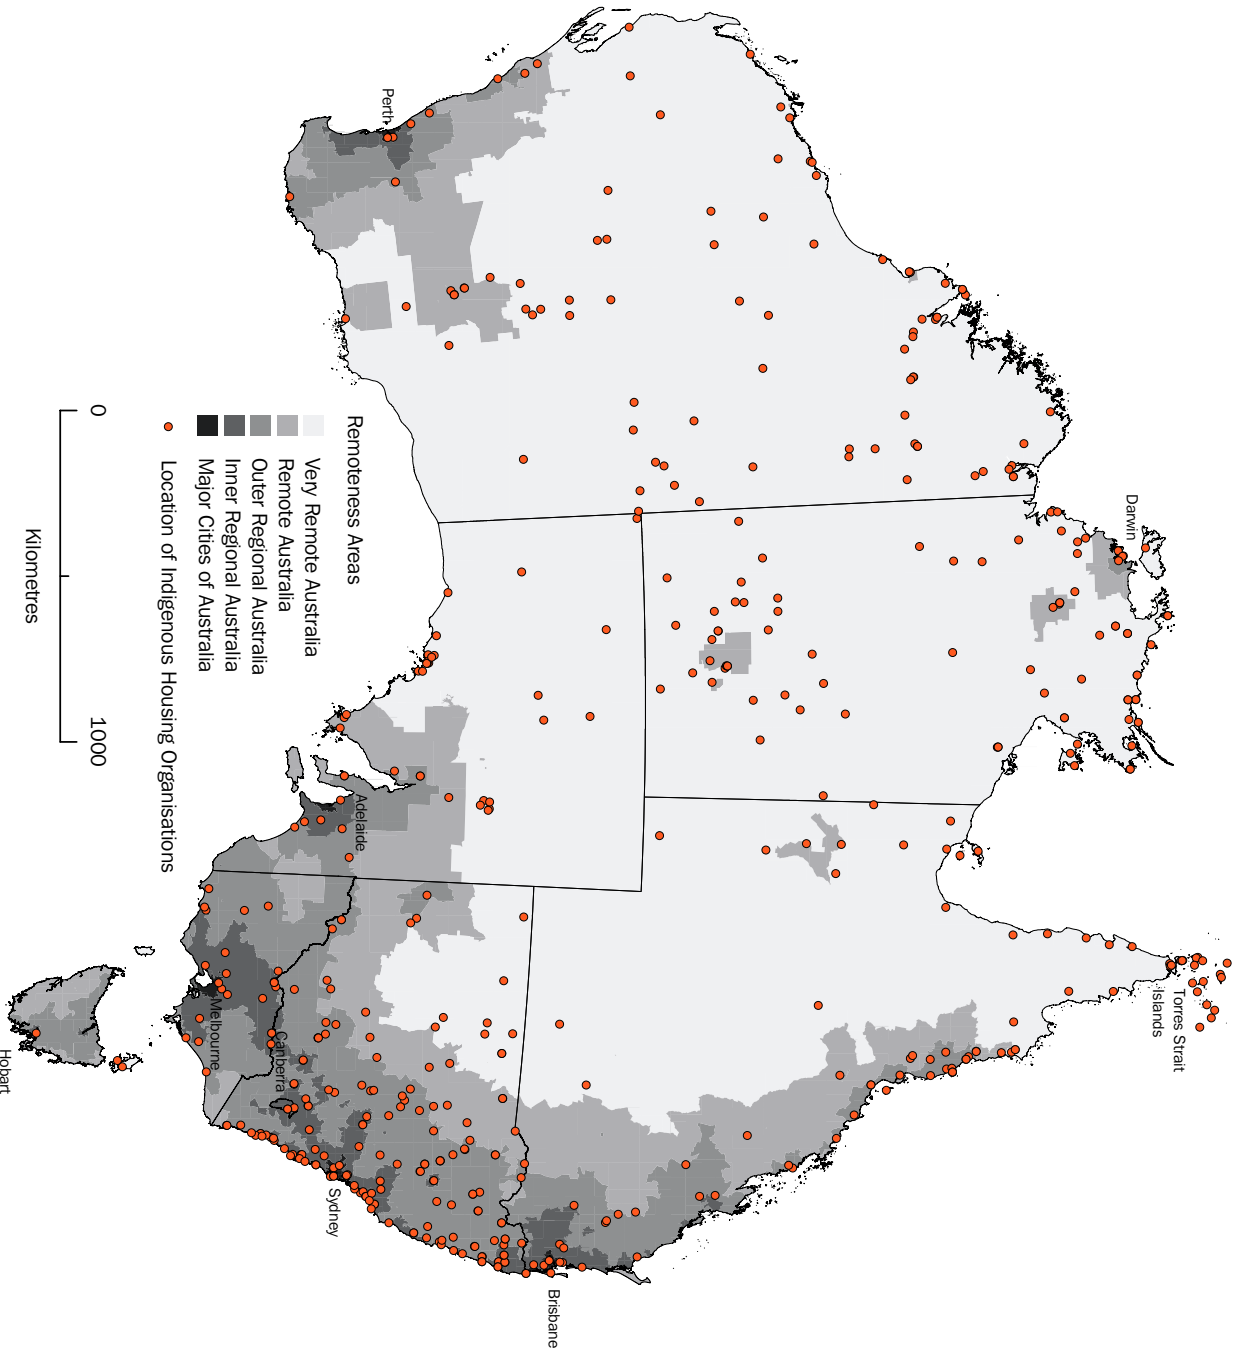 Darwin
Torres Strait
Islands
Perth
Adelaide
Melbourne
Canberra
Sydney
Brisbane
Hobart
Remoteness Areas
Very Remote Australia
Remote Australia
Outer Regional Australia
Inner Regional Australia
Major Cities of Australia
Location of Indigenous Housing Organisations
0
1000
Kilometres